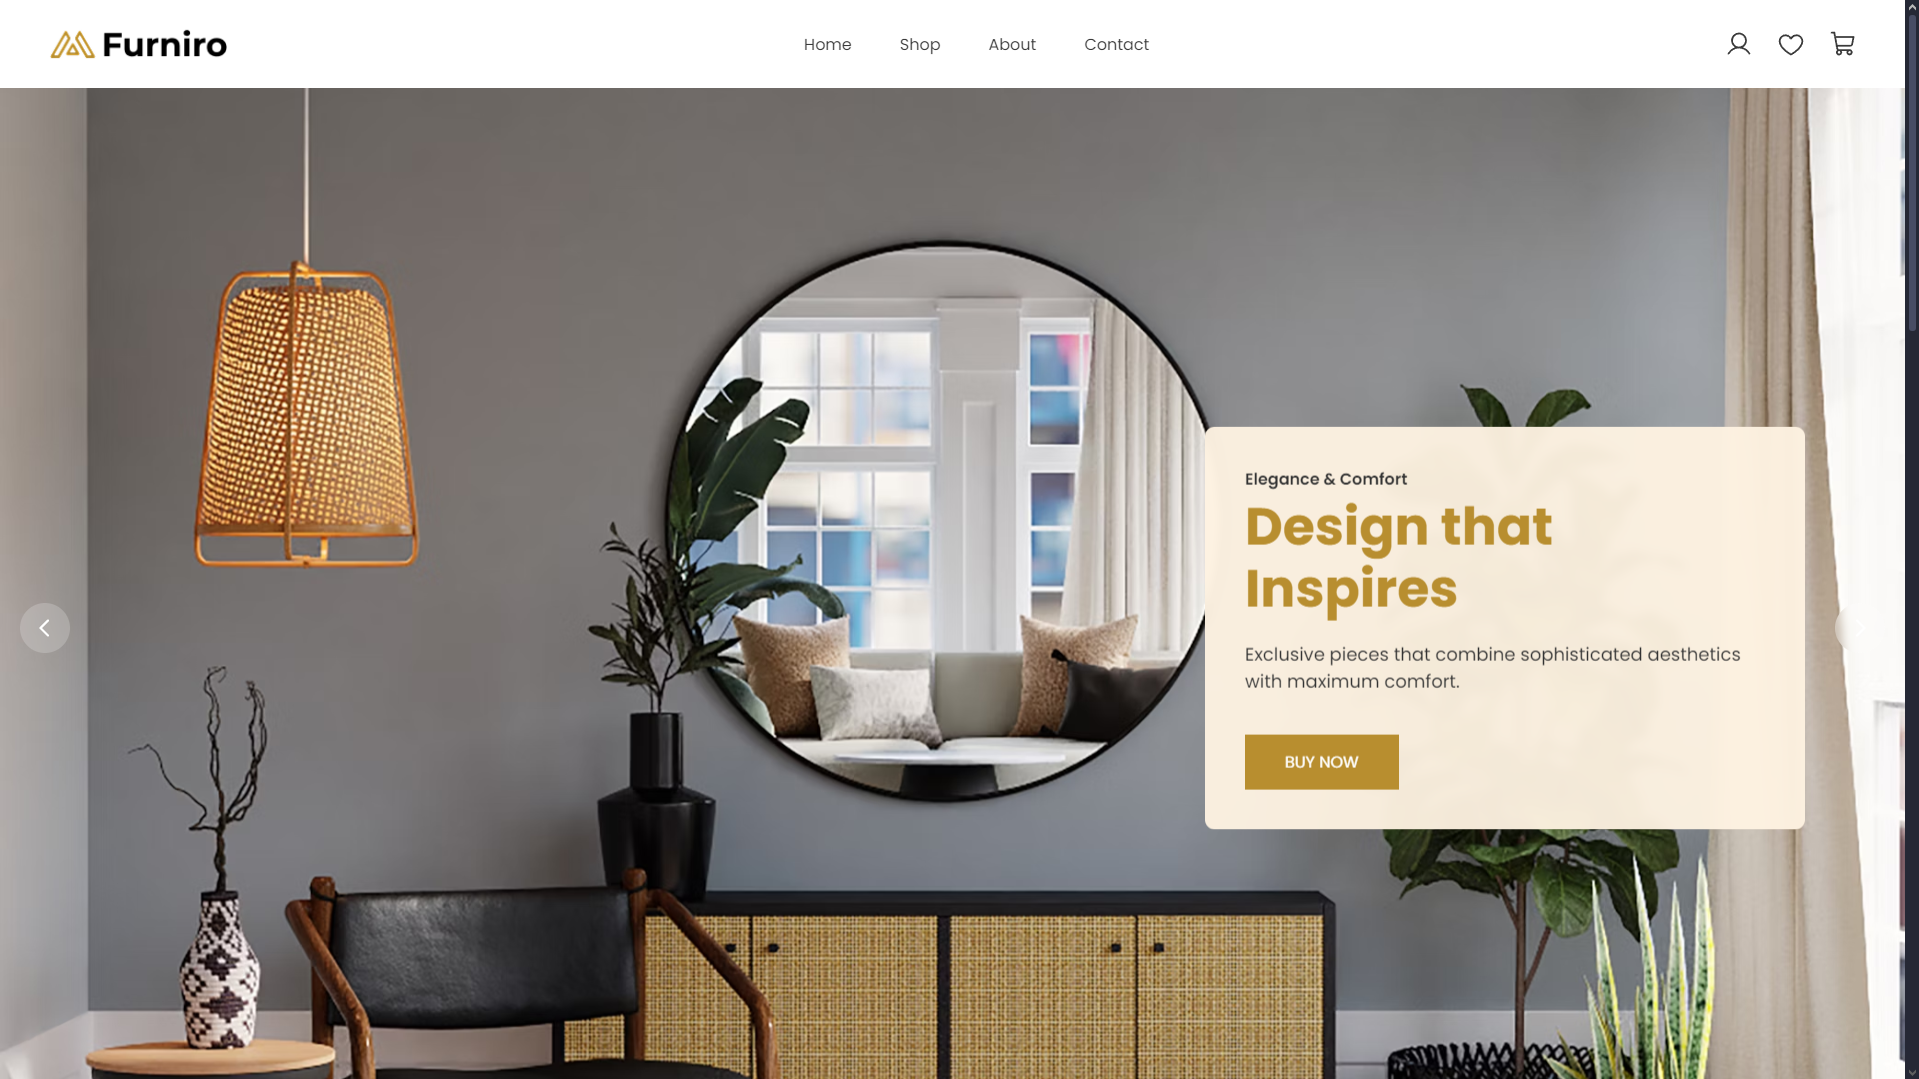 Furniro
Home
Shop
About
Contact
Elegance & Comfort
Design that
Inspires
Exclusive pieces that combine sophisticated aesthetics
with maximum comfort.
BUY NOW